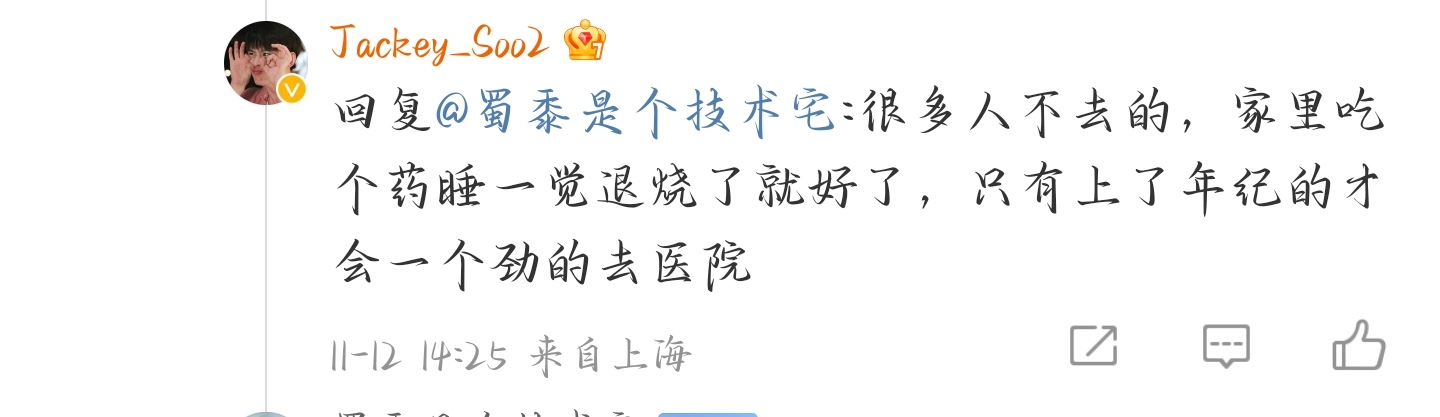 Jackey_Soo2
回复@蜀黍是个技术宅:很多人不去的，家里吃
个药睡一觉退烧了就好了，只有上了年纪的才
会一个劲的去医院
11-12 14:25 来自上海